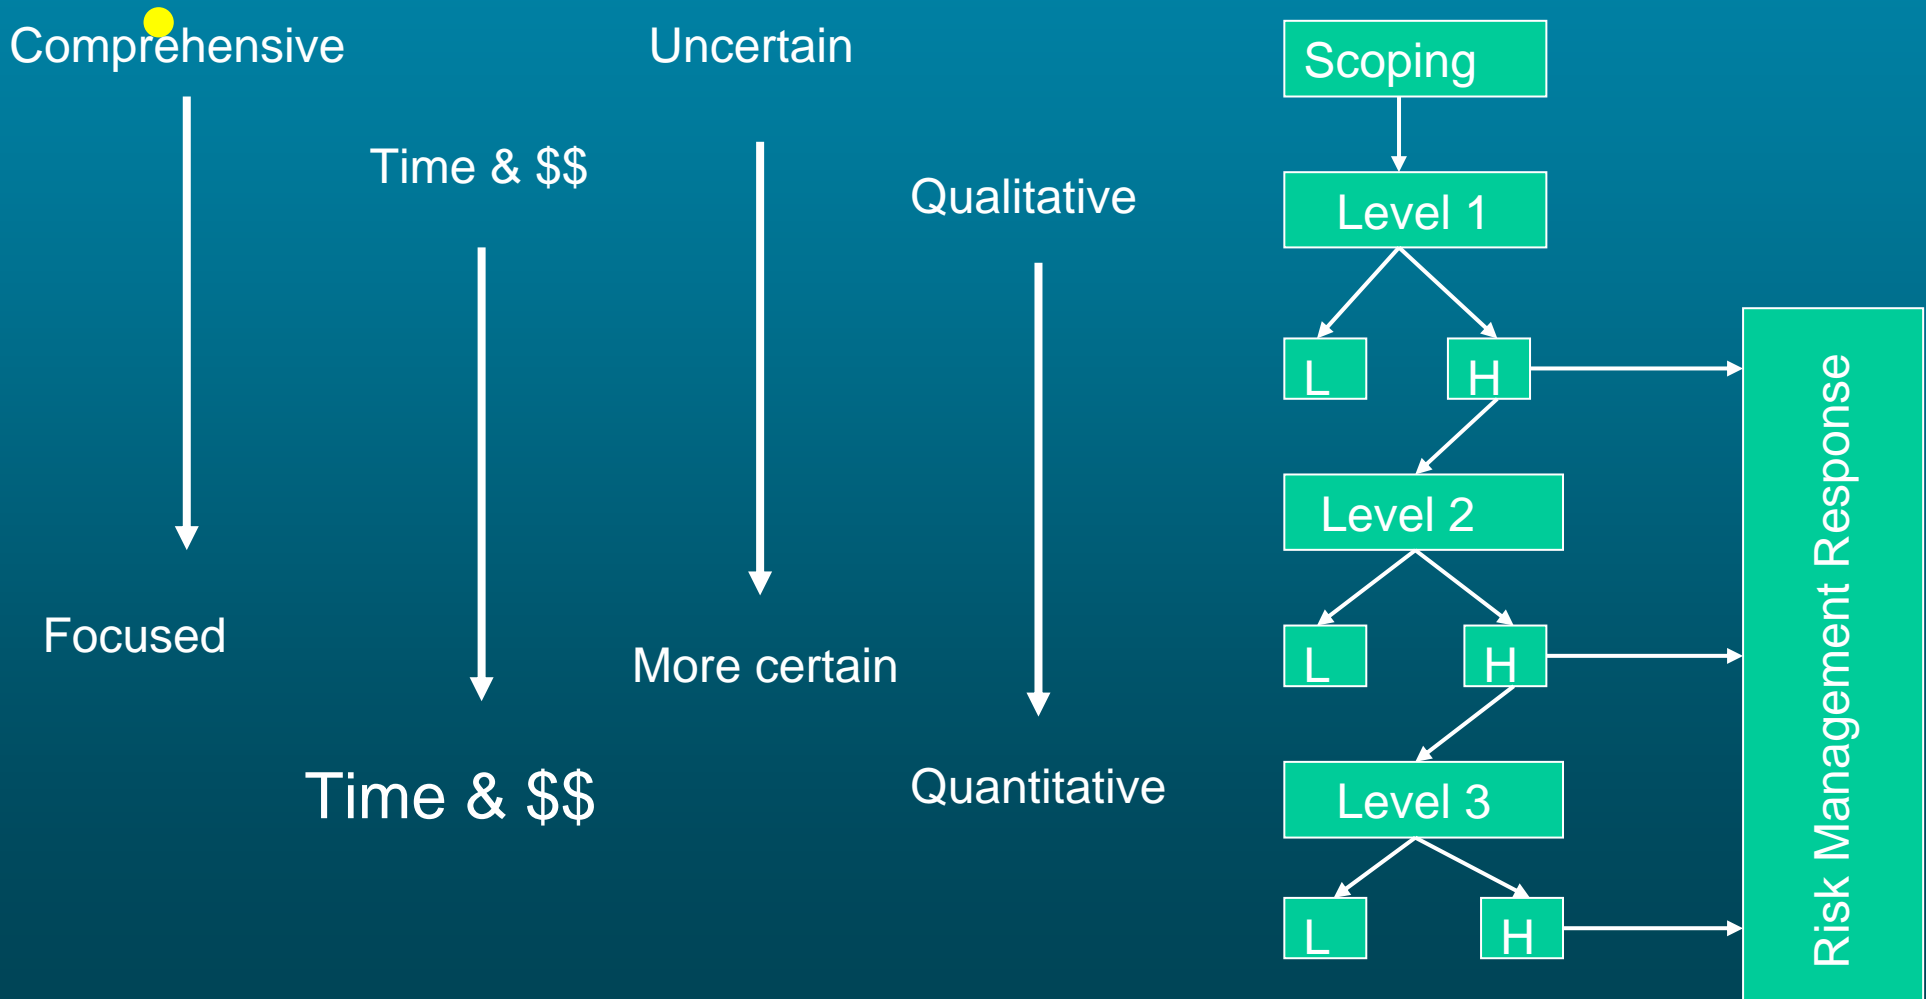 Comprehensive
Uncertain
Scoping
Time & $$
Qualitative
Level 1
L
H
Level 2
Focused
More certain
L
H
Time & $$
Quantitative
Level 3
L
H
Risk Management Response